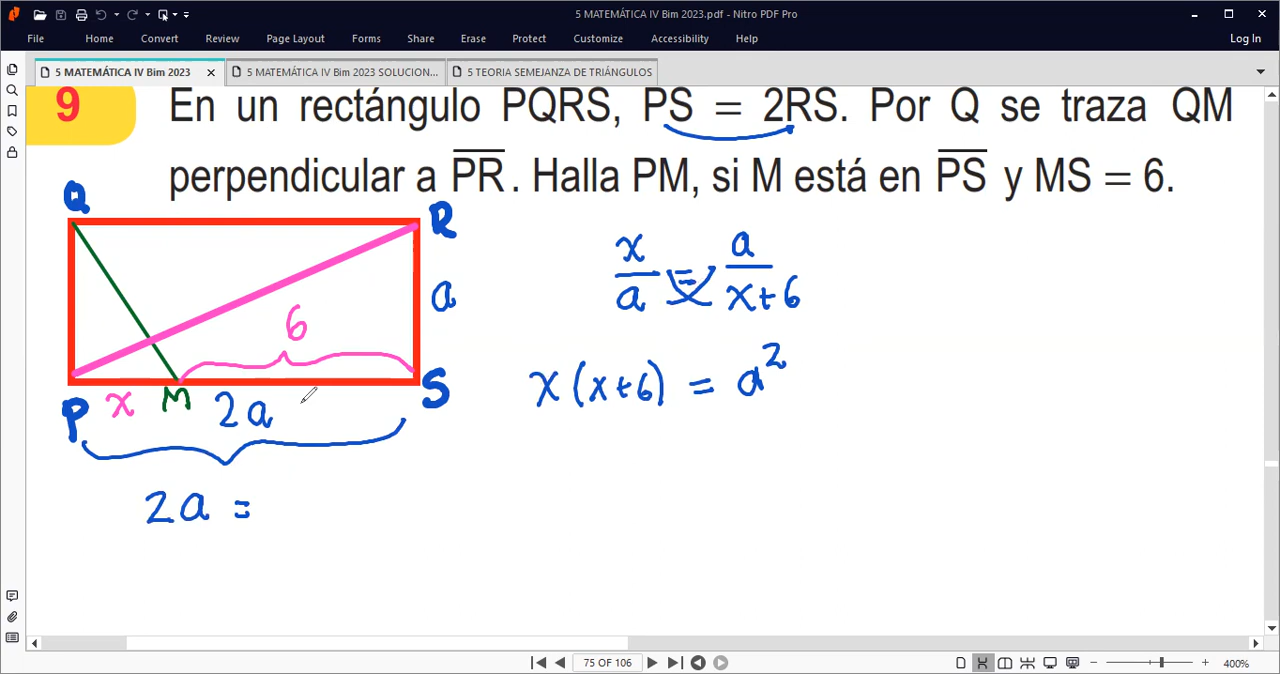 5 MATEMÁTICA IV Bim 2023.pdf - Nitro PDF Pro
File Home Convert Review Page Layout Forms Share Erase Protect Customize Accessibility Help Log In
5 MATEMÁTICA IV Bim 2023 5 MATEMÁTICA IV Bim 2023 SOLUCION... 5 TEORIA SEMEJANZA DE TRIÁNGULOS
9 En un rectángulo PQRS, PS = 2RS. Por Q se traza QM
perpendicular a PR. Halla PM, si M está en PS y MS = 6.
Q
R
x/a = a/(x+6)
a
6
x(x+6) = a²
P x M 2a S
2a =
75 OF 106 400%